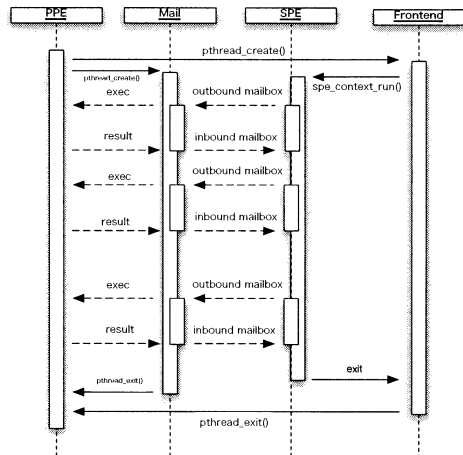 PPE Mail SPE Frontend
pthread_create()
pthread_create()
spe_context_run()
exec outbound mailbox
result inbound mailbox
exec outbound mailbox
result inbound mailbox
exec outbound mailbox
result inbound mailbox
exit
pthread_exit()
pthread_exit()